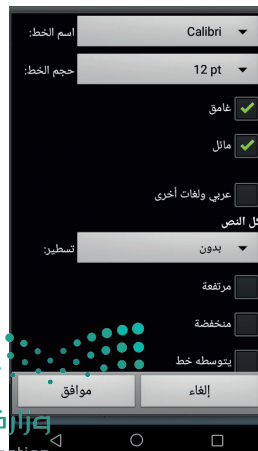 اسم الخط: Calibri
حجم الخط: 12 pt
غامق
مائل
عربي ولغات أخرى
كل النص
تسطير: بدون
مرتفعة
منخفضة
يتوسطه خط
موافق إلغاء